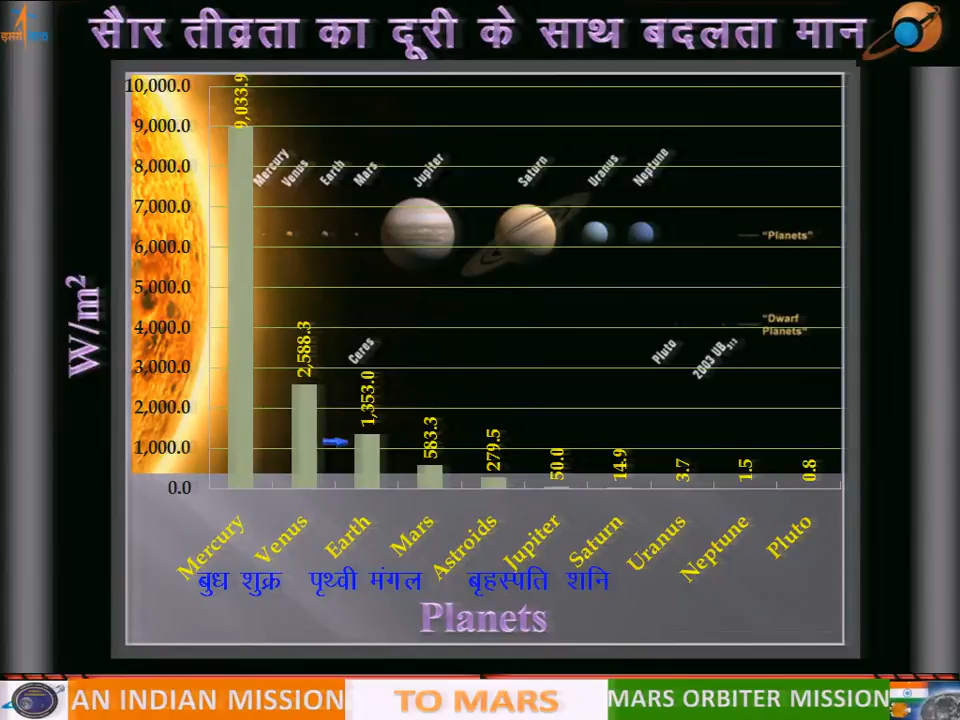 सौर तीव्रता का दूरी के साथ बदलता मान
W/m²
10,000.0
9,000.0
8,000.0
7,000.0
6,000.0
5,000.0
4,000.0
3,000.0
2,000.0
1,000.0
0.0
9,033.9
2,588.3
1,353.0
583.3
279.5
50.0
14.9
3.7
1.5
0.8
Mercury Venus Earth Mars Jupiter Saturn Uranus Neptune
"Planets"
"Dwarf Planets"
Ceres Pluto 2003 UB₃₁₃
Mercury Venus Earth Mars Astroids Jupiter Saturn Uranus Neptune Pluto
बुध शुक्र पृथ्वी मंगल बृहस्पति शनि
Planets
AN INDIAN MISSION TO MARS MARS ORBITER MISSION